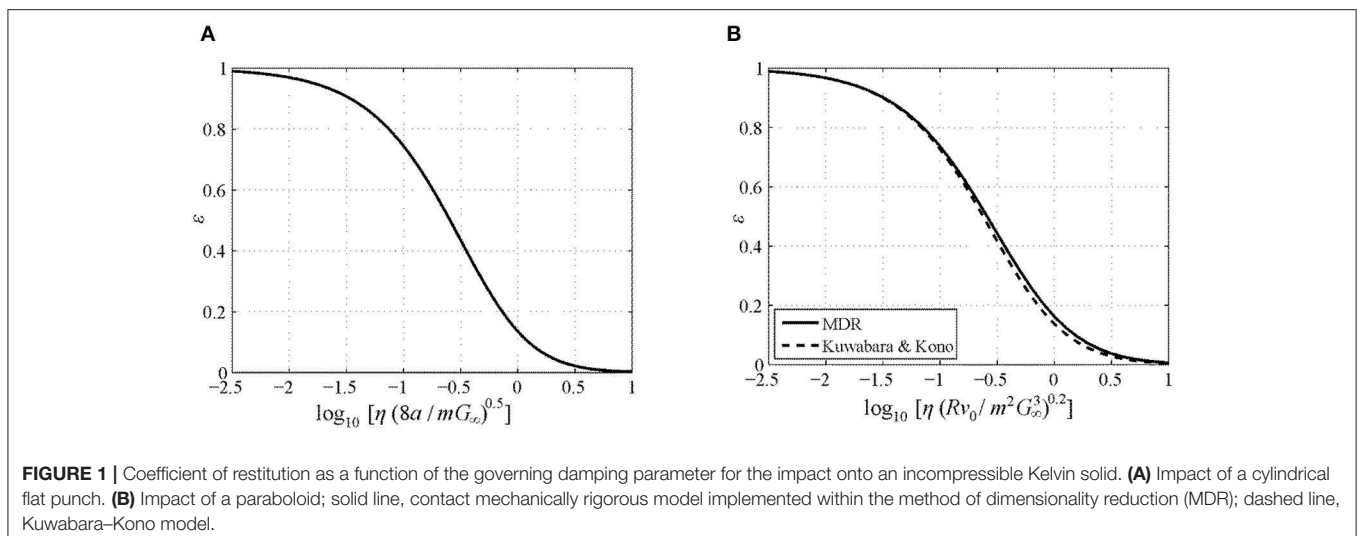 A
B
1
0.8
0.6
0.4
0.2
0
ε
−2.5 −2 −1.5 −1 −0.5 0 0.5 1
log₁₀ [η (8a / mG∞)^0.5]
1
0.8
0.6
0.4
0.2
0
ε
MDR
Kuwabara & Kono
−2.5 −2 −1.5 −1 −0.5 0 0.5 1
log₁₀ [η (Rv₀ / m²G∞³)^0.2]
FIGURE 1 | Coefficient of restitution as a function of the governing damping parameter for the impact onto an incompressible Kelvin solid. (A) Impact of a cylindrical
flat punch. (B) Impact of a paraboloid; solid line, contact mechanically rigorous model implemented within the method of dimensionality reduction (MDR); dashed line,
Kuwabara–Kono model.